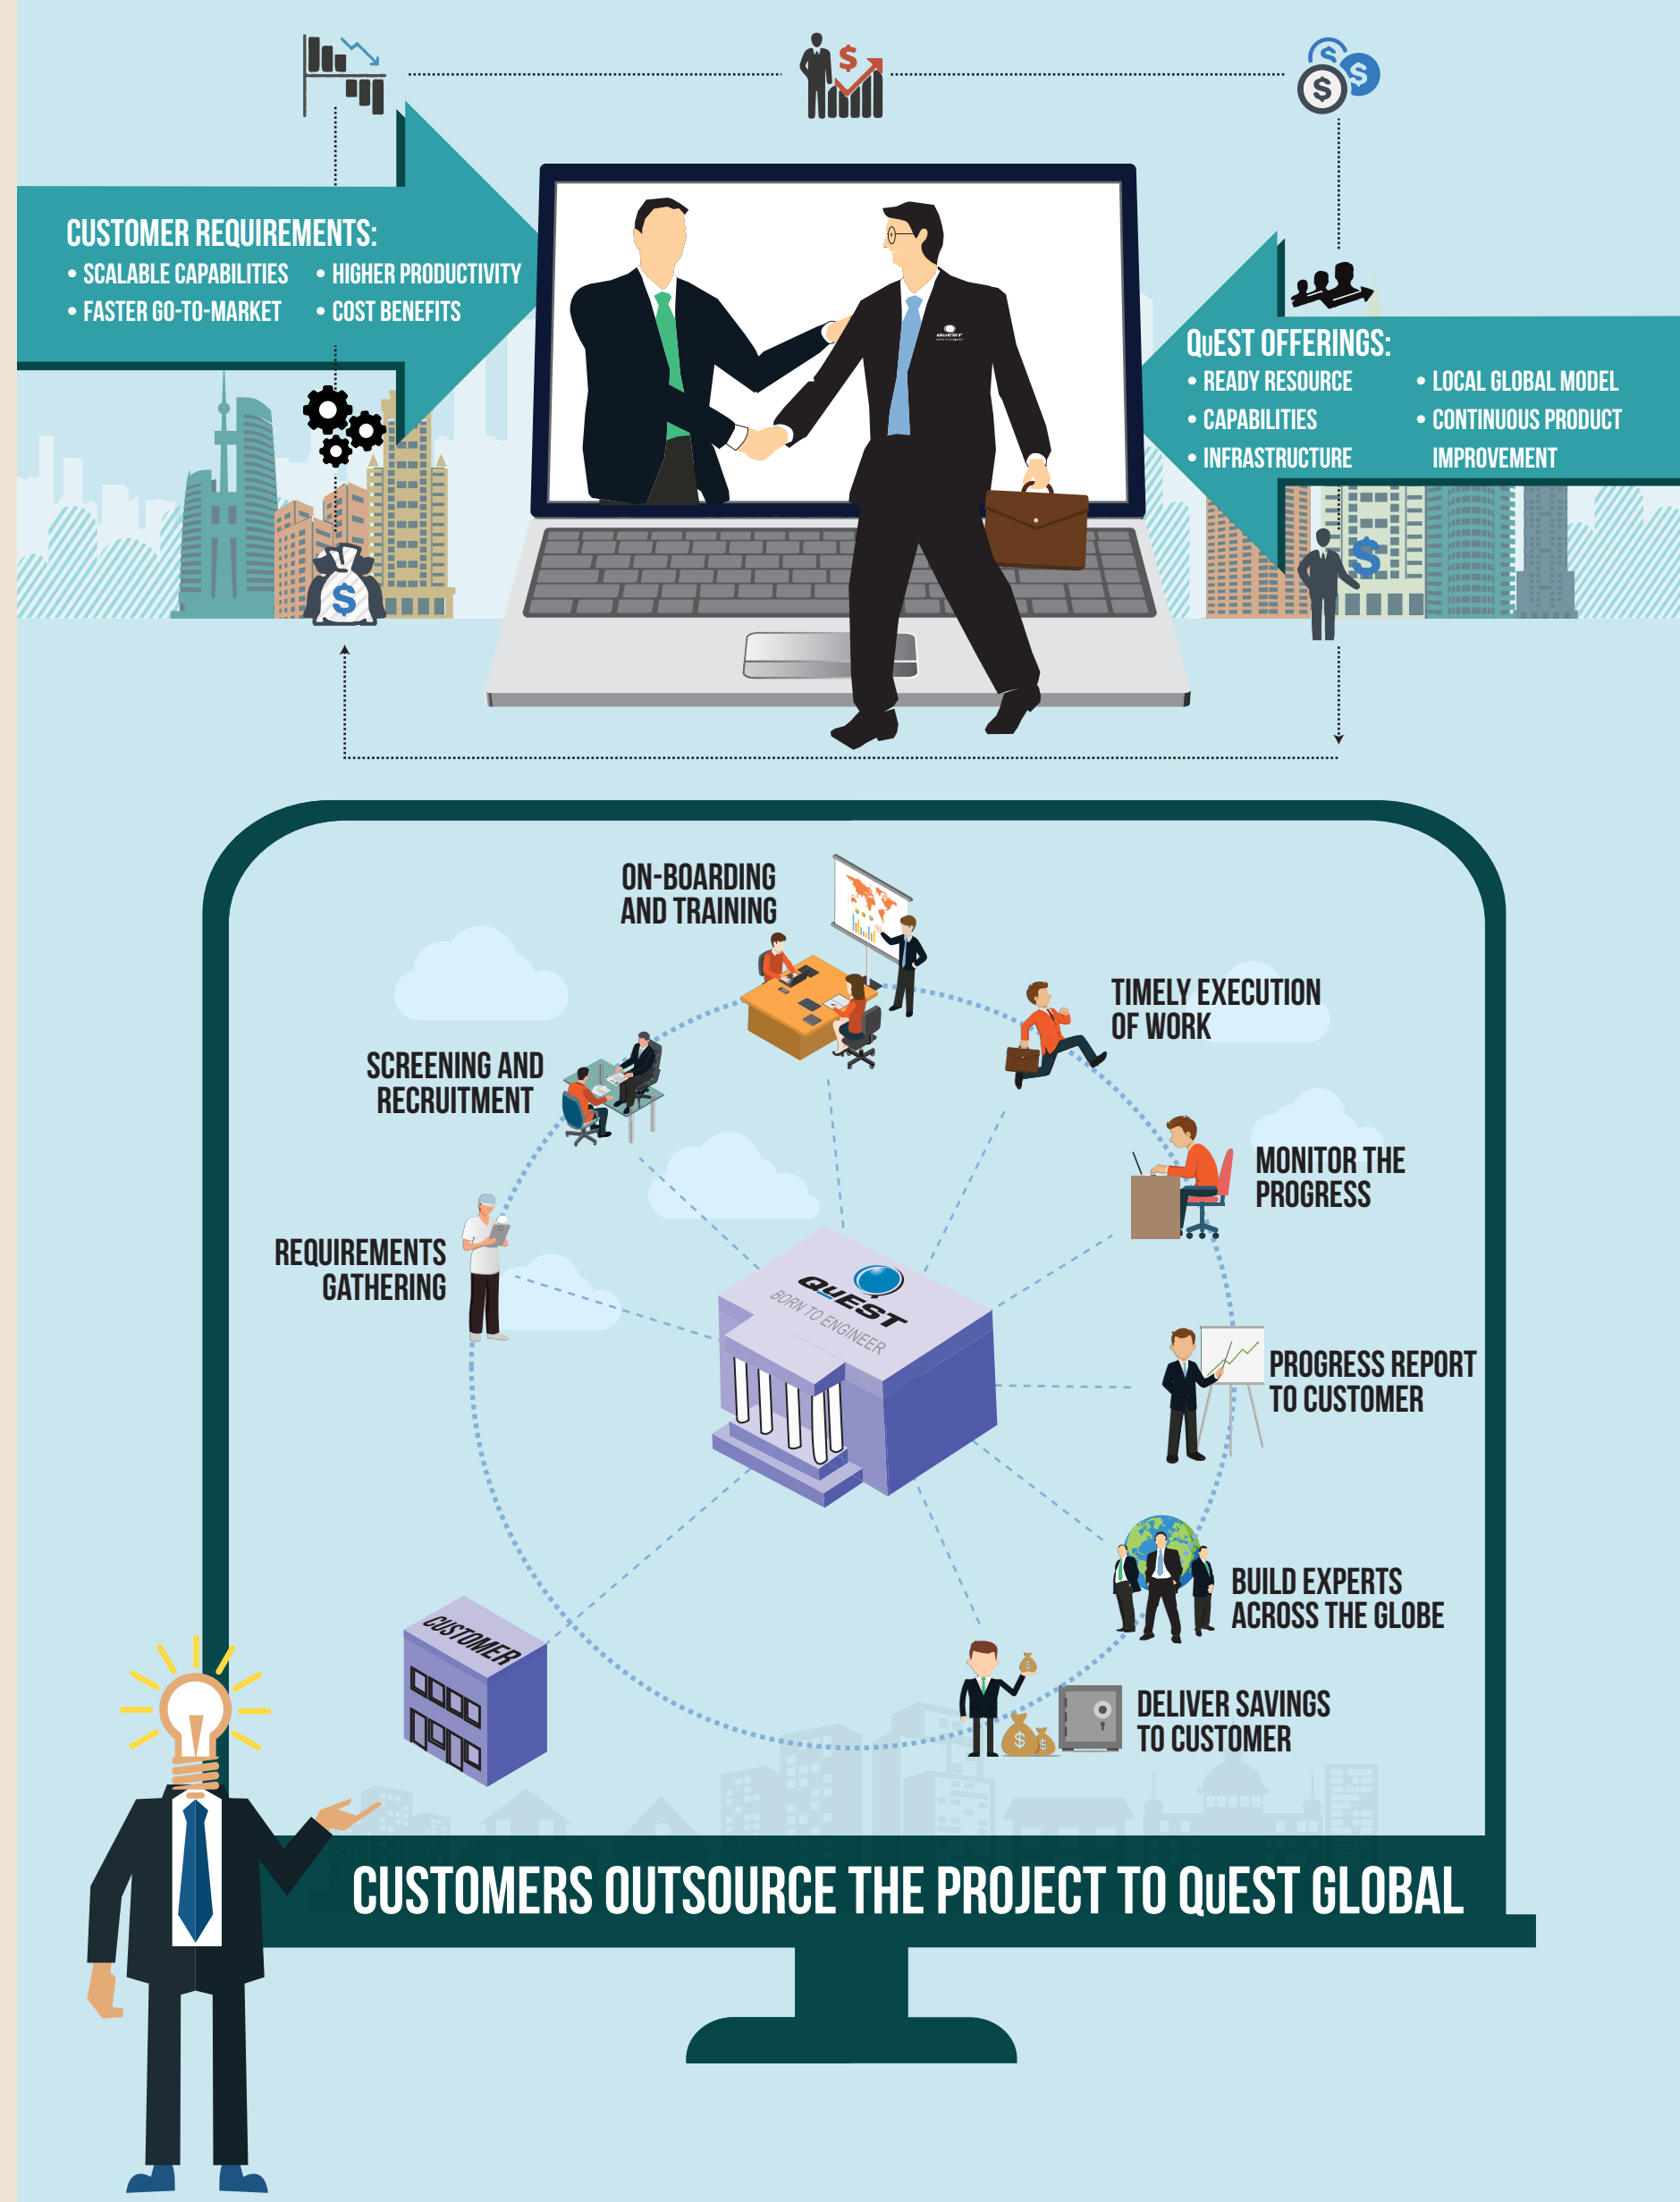 CUSTOMER REQUIREMENTS:
• SCALABLE CAPABILITIES
• HIGHER PRODUCTIVITY
• FASTER GO-TO-MARKET
• COST BENEFITS
QuEST
QuEST OFFERINGS:
• READY RESOURCE
• LOCAL GLOBAL MODEL
• CAPABILITIES
• CONTINUOUS PRODUCT
IMPROVEMENT
• INFRASTRUCTURE
ON-BOARDING
AND TRAINING
TIMELY EXECUTION
OF WORK
SCREENING AND
RECRUITMENT
MONITOR THE
PROGRESS
REQUIREMENTS
GATHERING
QuEST
BORN TO ENGINEER
PROGRESS REPORT
TO CUSTOMER
BUILD EXPERTS
ACROSS THE GLOBE
CUSTOMER
DELIVER SAVINGS
TO CUSTOMER
CUSTOMERS OUTSOURCE THE PROJECT TO QuEST GLOBAL